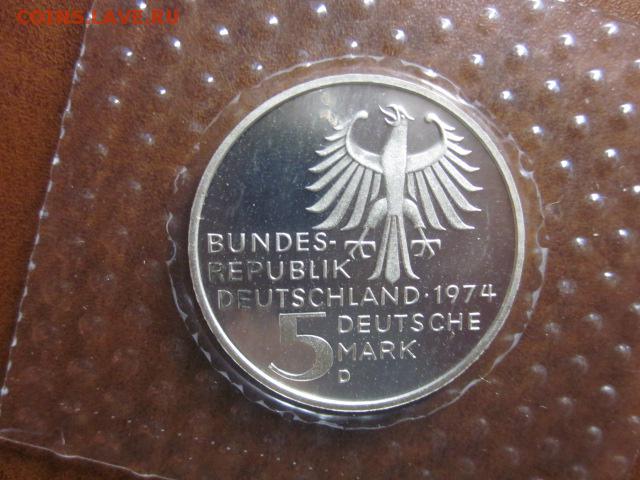 COINS.LAVE.RU
BUNDES-
REPUBLIK
DEUTSCHLAND · 1974
5 DEUTSCHE
MARK
D